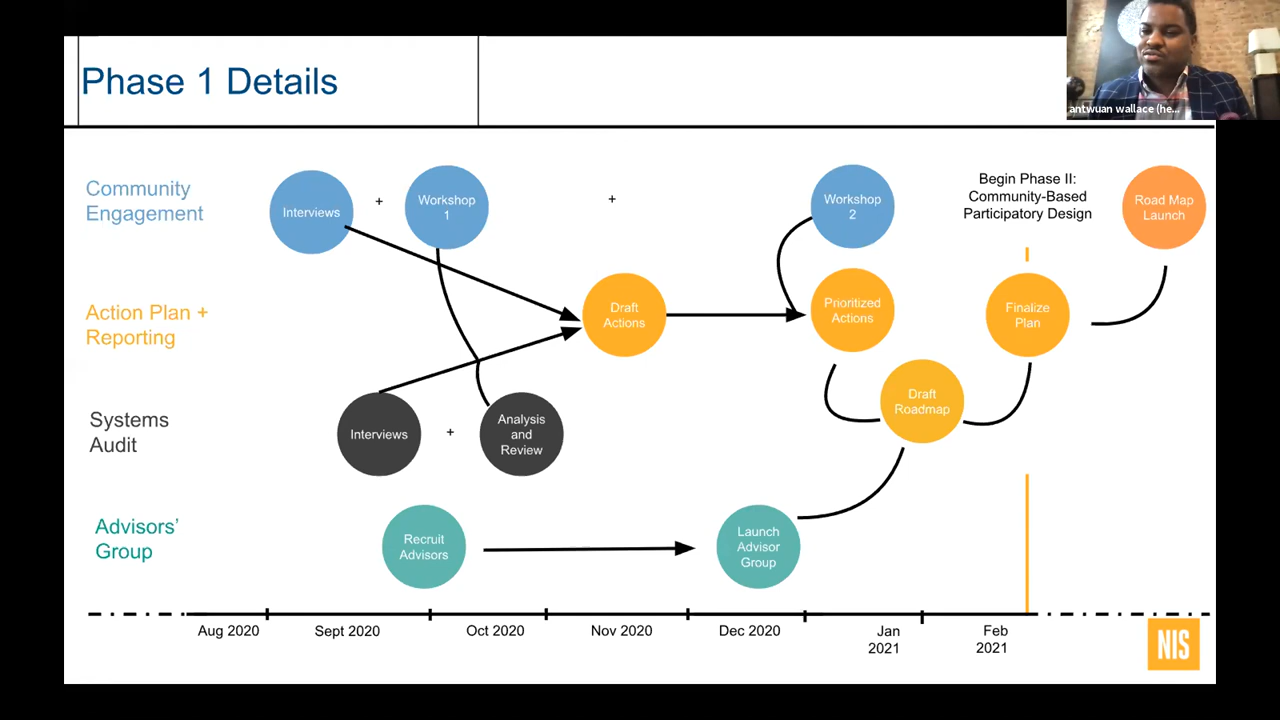 Phase 1 Details
antwuan wallace (he...
Community
Engagement
Interviews
+
Workshop
1
+
Workshop
2
Begin Phase II:
Community-Based
Participatory Design
Road Map
Launch
Action Plan +
Reporting
Draft
Actions
Prioritized
Actions
Finalize
Plan
Draft
Roadmap
Systems
Audit
Interviews
+
Analysis
and
Review
Advisors’
Group
Recruit
Advisors
Launch
Advisor
Group
Aug 2020
Sept 2020
Oct 2020
Nov 2020
Dec 2020
Jan
2021
Feb
2021
NIS